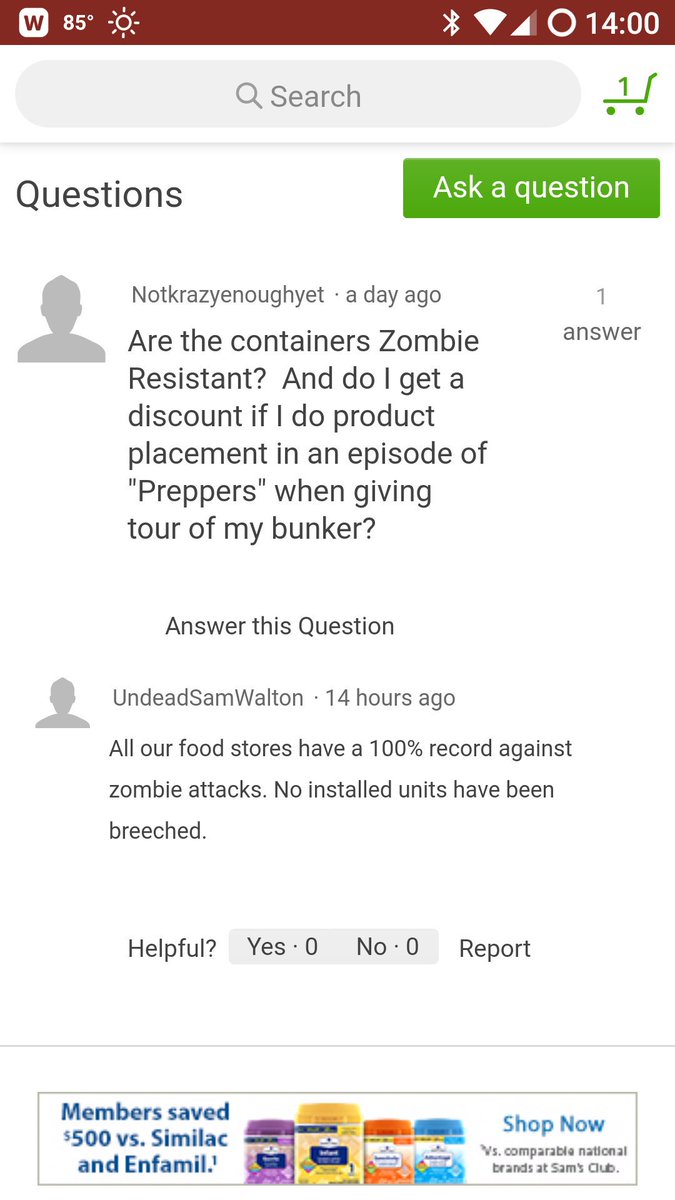 W 85° 14:00
Search
1
Questions
Ask a question
Notkrazyenoughyet · a day ago
1
answer
Are the containers Zombie
Resistant?  And do I get a
discount if I do product
placement in an episode of
"Preppers" when giving
tour of my bunker?
Answer this Question
UndeadSamWalton · 14 hours ago
All our food stores have a 100% record against
zombie attacks. No installed units have been
breeched.
Helpful? Yes · 0 No · 0 Report
Members saved
$500 vs. Similac
and Enfamil.¹
Shop Now
¹Vs. comparable national
brands at Sam's Club.